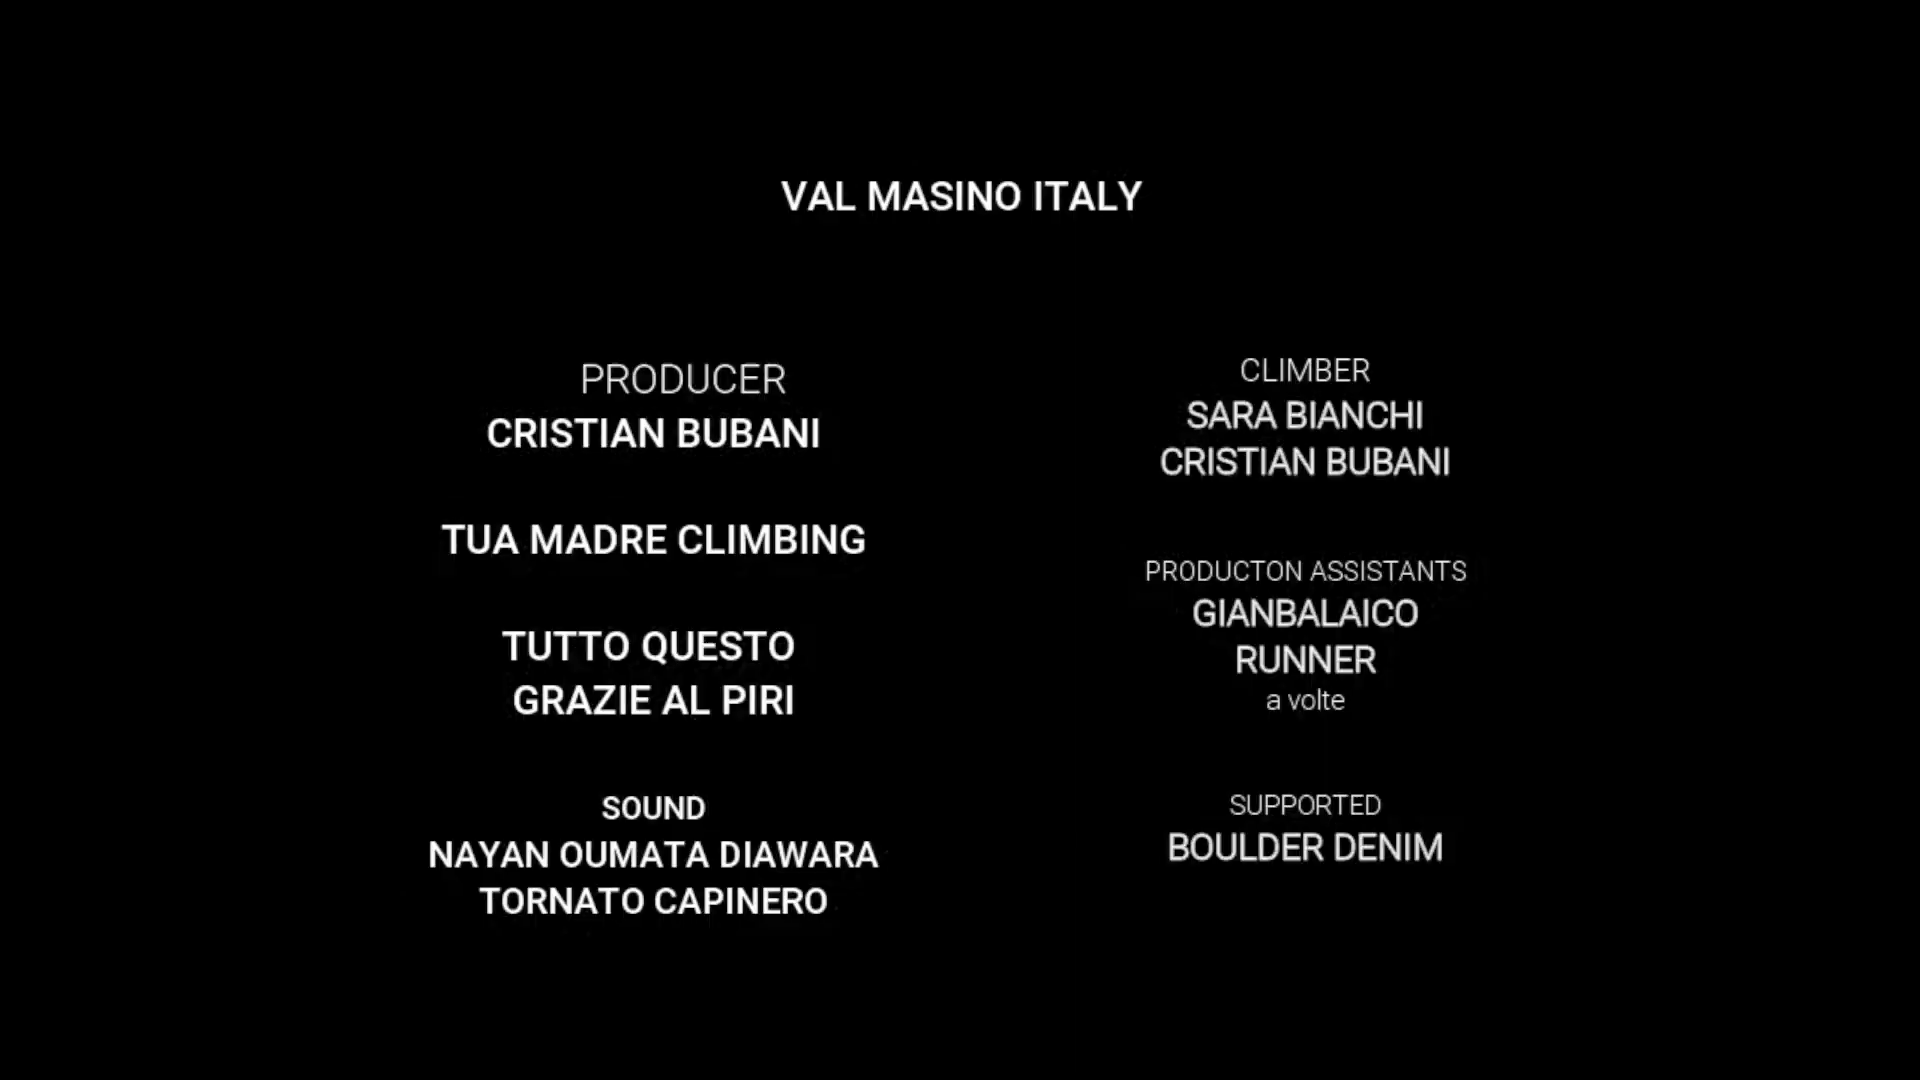 VAL MASINO ITALY
PRODUCER
CRISTIAN BUBANI
TUA MADRE CLIMBING
TUTTO QUESTO
GRAZIE AL PIRI
SOUND
NAYAN OUMATA DIAWARA
TORNATO CAPINERO
CLIMBER
SARA BIANCHI
CRISTIAN BUBANI
PRODUCTON ASSISTANTS
GIANBALAICO
RUNNER
a volte
SUPPORTED
BOULDER DENIM